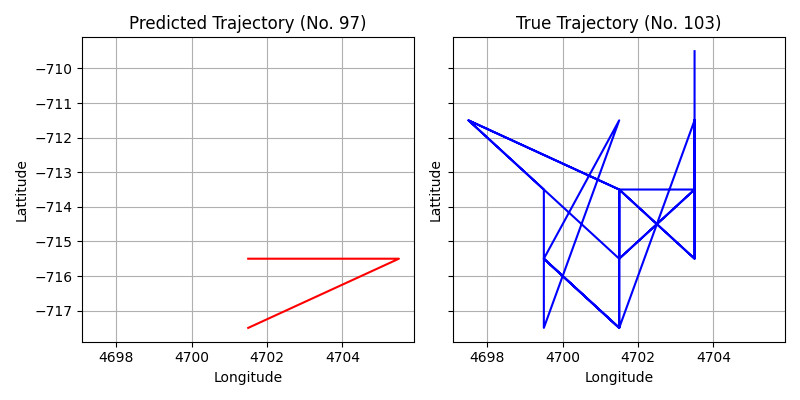 Predicted Trajectory (No. 97)
True Trajectory (No. 103)
−710
−711
−712
−713
−714
−715
−716
−717
Lattitude
Lattitude
4698 4700 4702 4704
4698 4700 4702 4704
Longitude
Longitude